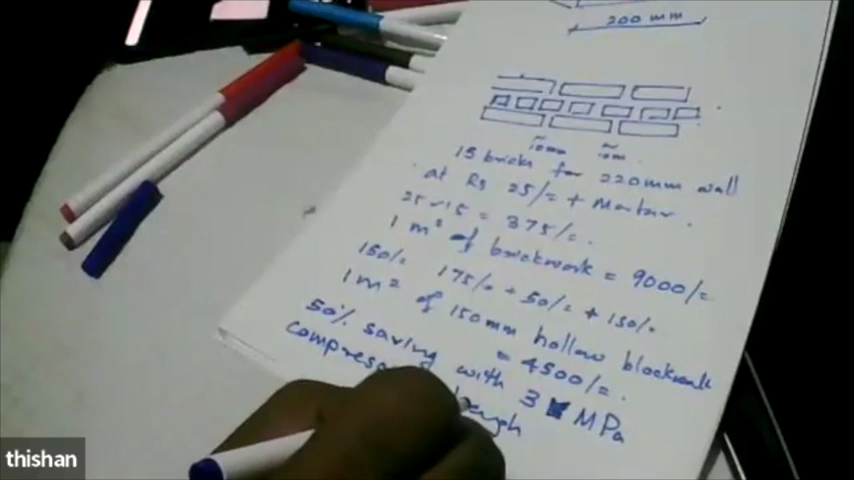 200 mm
15 bricks for 220mm wall
at Rs 25/= + Mortar.
25 x 15 = 375/=.
1 m² of brickwork = 9000/=
150/= 175/= + 50/= + 150/=
1 m² of 150mm hollow blockwork
= 4500/=.
50% saving with 3 MPa
thishan